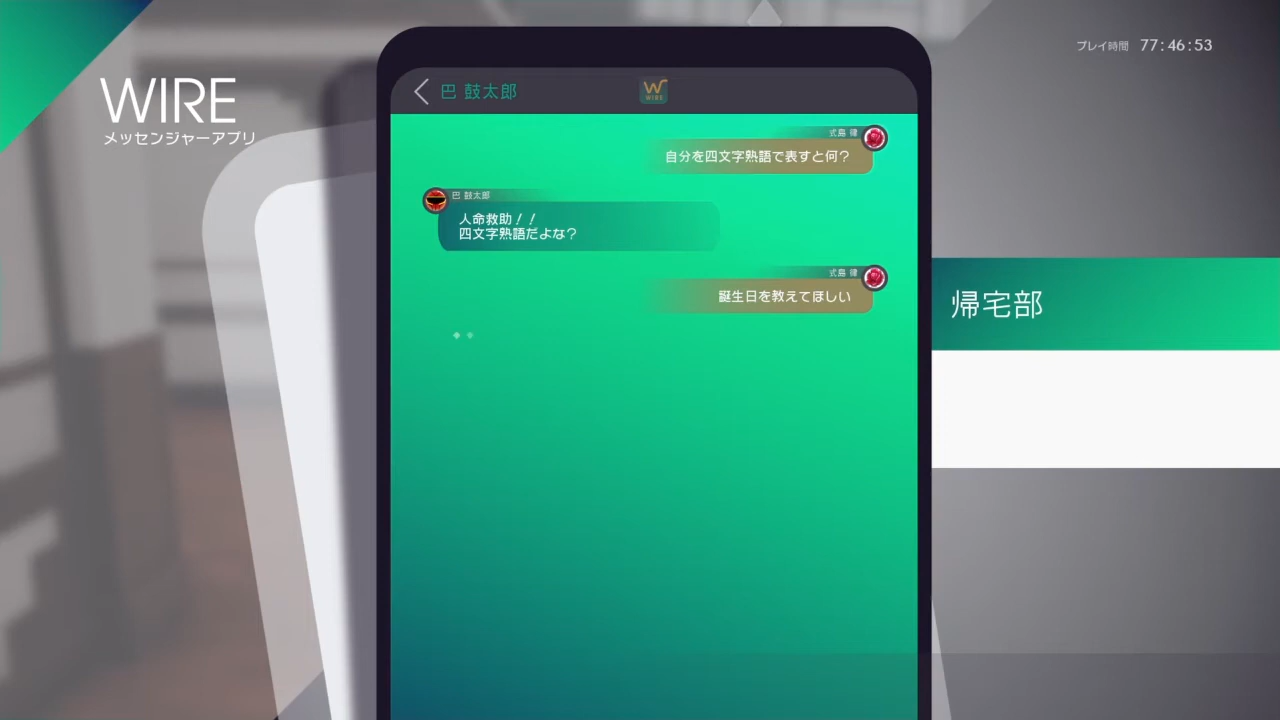 WIRE
メッセンジャーアプリ
プレイ時間 77:46:53
巴 鼓太郎
W
WIRE
式島 律
自分を四文字熟語で表すと何?
巴 鼓太郎
人命救助!!
四文字熟語だよな?
式島 律
誕生日を教えてほしい
帰宅部